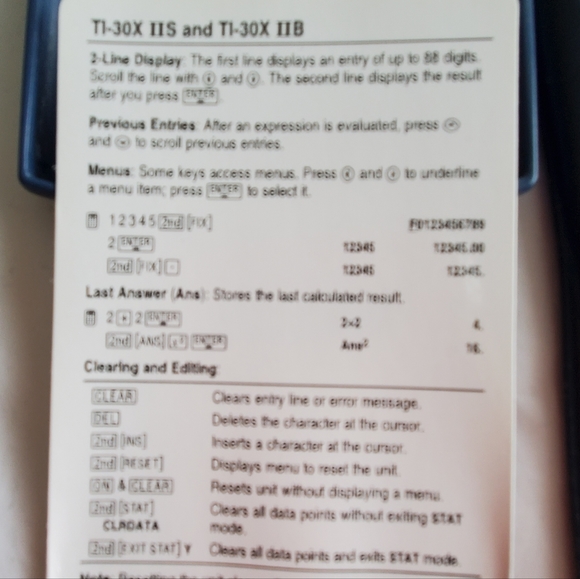 TI-30X IIS and TI-30X IIB
2-Line Display: The first line displays an entry of up to 88 digits.
Scroll the line with and . The second line displays the result
after you press ENTER.
Previous Entries: After an expression is evaluated, press
and to scroll previous entries.
Menus: Some keys access menus. Press and to underline
a menu item; press ENTER to select it.
12345 2nd [FIX] F0123456789
2 ENTER 12345 12345.00
2nd [FIX] 12345 12345.
Last Answer (Ans): Stores the last calculated result.
2 2 ENTER 4.
2nd [ANS] x² ENTER Ans² 16.
Clearing and Editing
CLEAR Clears entry line or error message.
DEL Deletes the character at the cursor.
2nd [INS] Inserts a character at the cursor.
2nd [RESET] Displays menu to reset the unit.
ON & CLEAR Resets unit without displaying a menu.
2nd [STAT] Clears all data points without exiting STAT
CLRDATA mode.
2nd [EXIT STAT] Y Clears all data points and exits STAT mode.